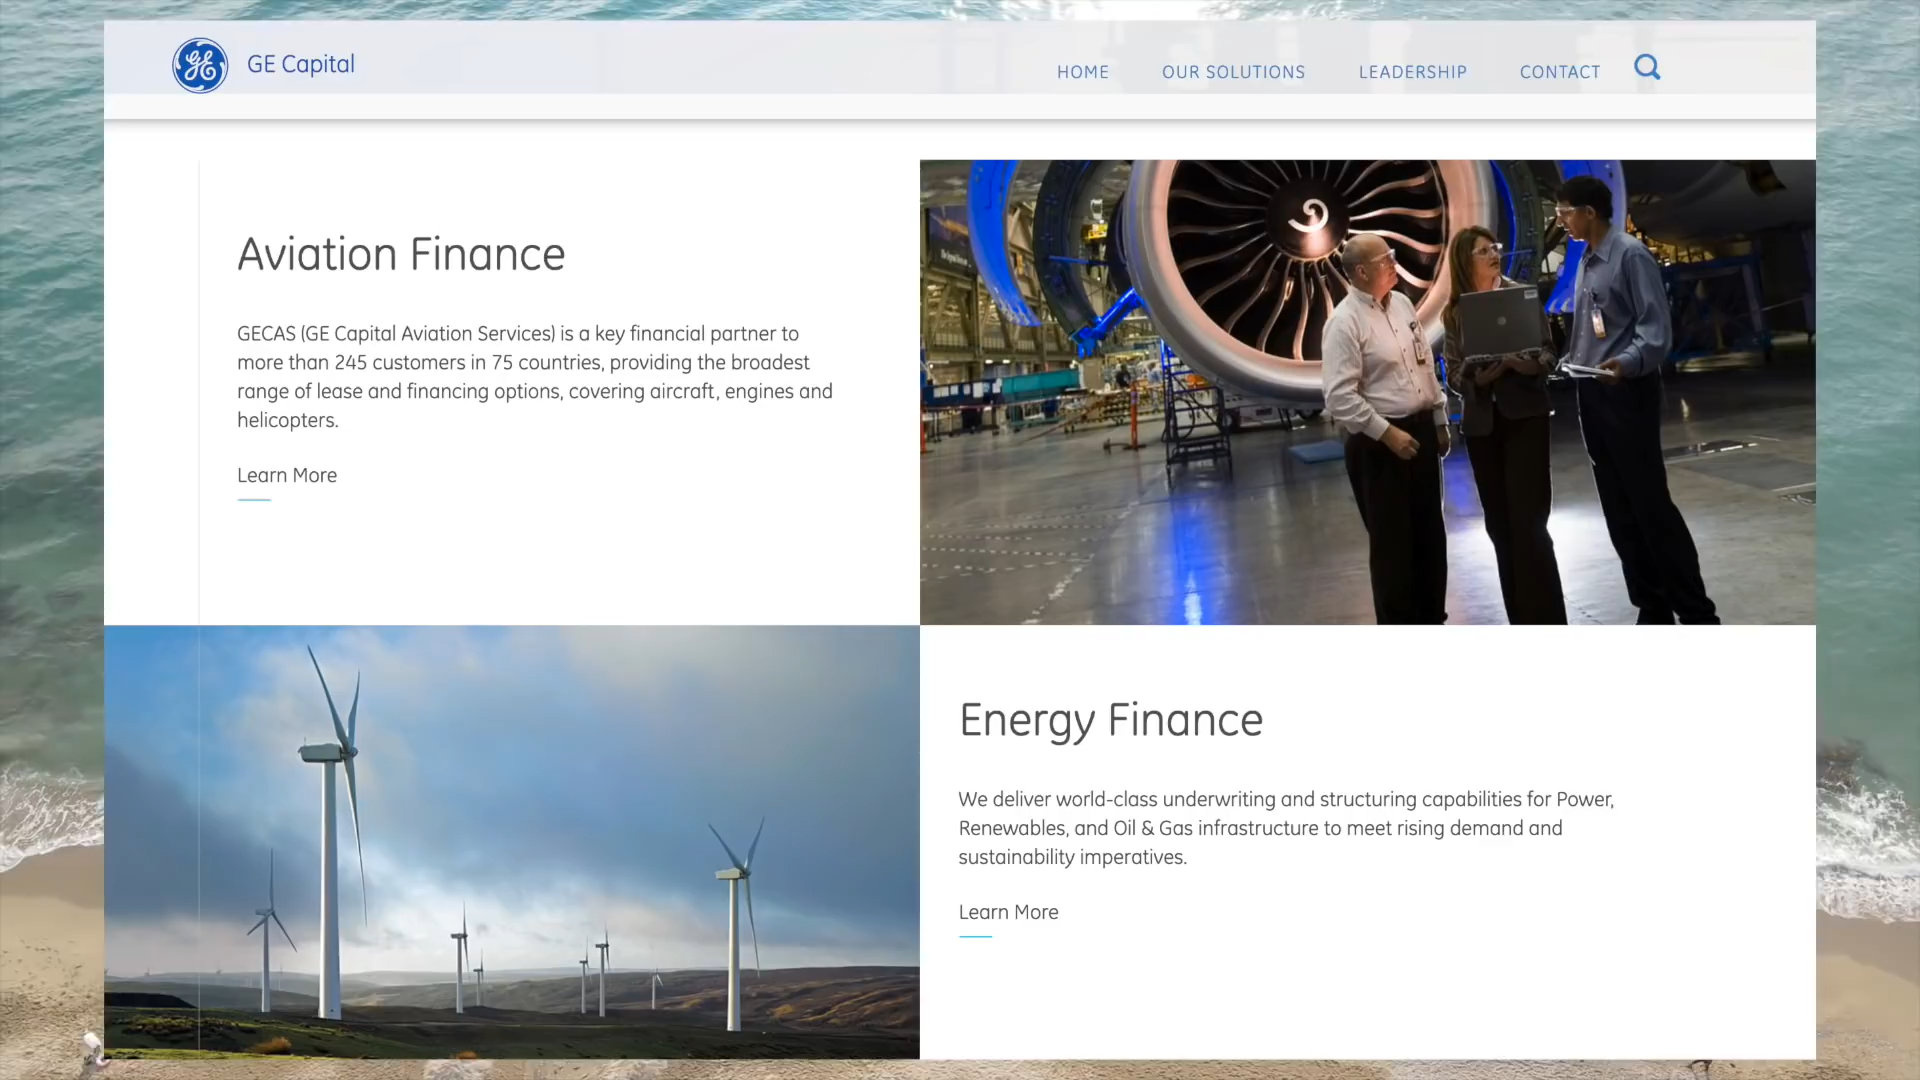 GE Capital
HOME OUR SOLUTIONS LEADERSHIP CONTACT
Aviation Finance
GECAS (GE Capital Aviation Services) is a key financial partner to
more than 245 customers in 75 countries, providing the broadest
range of lease and financing options, covering aircraft, engines and
helicopters.
Learn More
Energy Finance
We deliver world-class underwriting and structuring capabilities for Power,
Renewables, and Oil & Gas infrastructure to meet rising demand and
sustainability imperatives.
Learn More